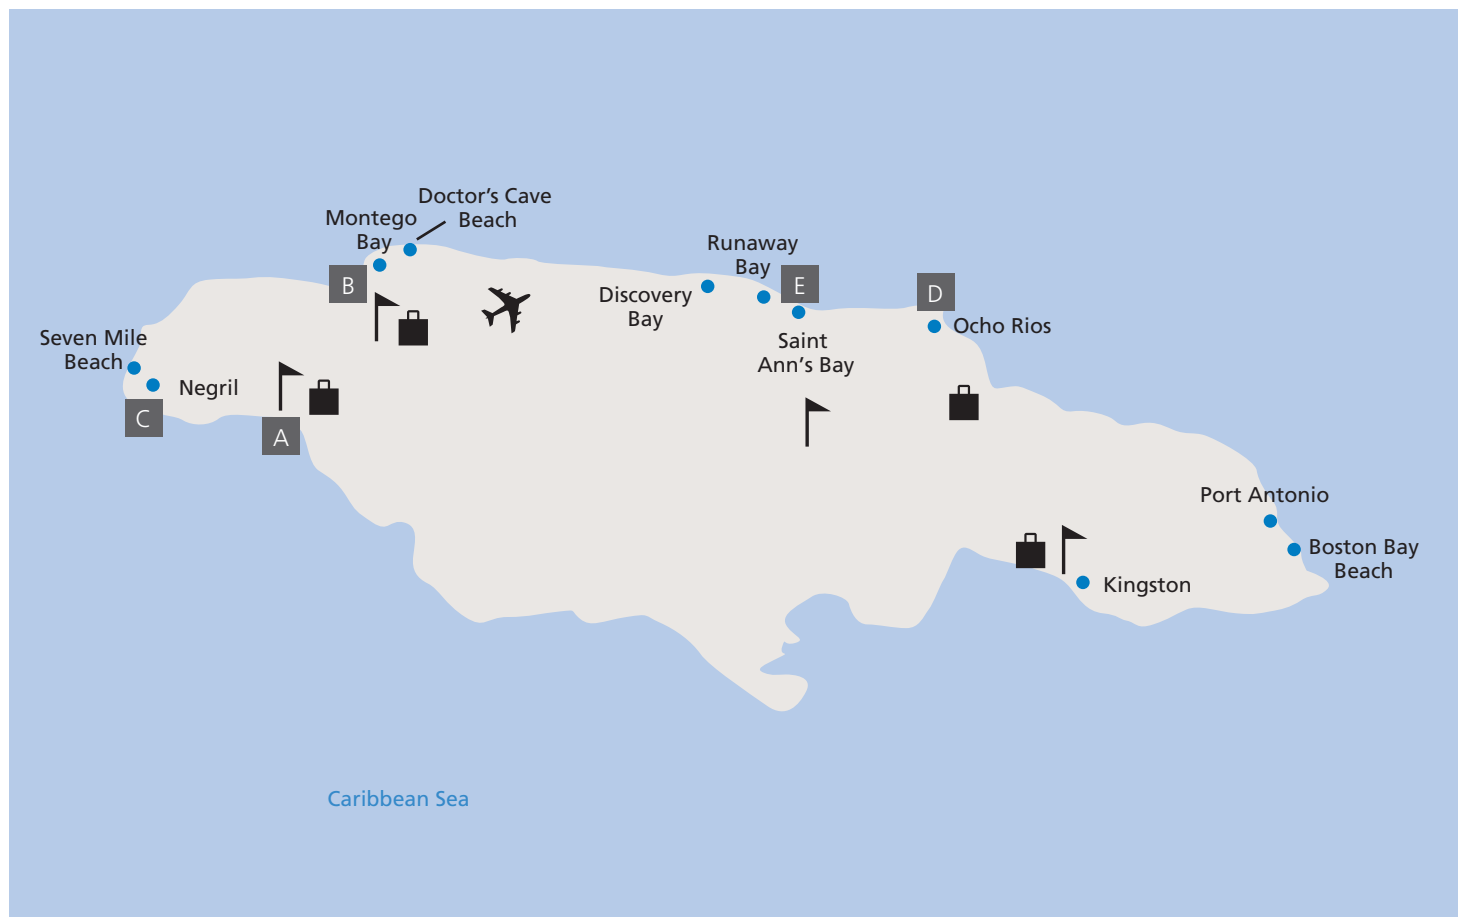 Doctor's Cave
Beach
Montego
Bay
B
Runaway
Bay
E
D
Discovery
Bay
Ocho Rios
Saint
Ann's Bay
Seven Mile
Beach
Negril
C
A
Port Antonio
Boston Bay
Beach
Kingston
Caribbean Sea